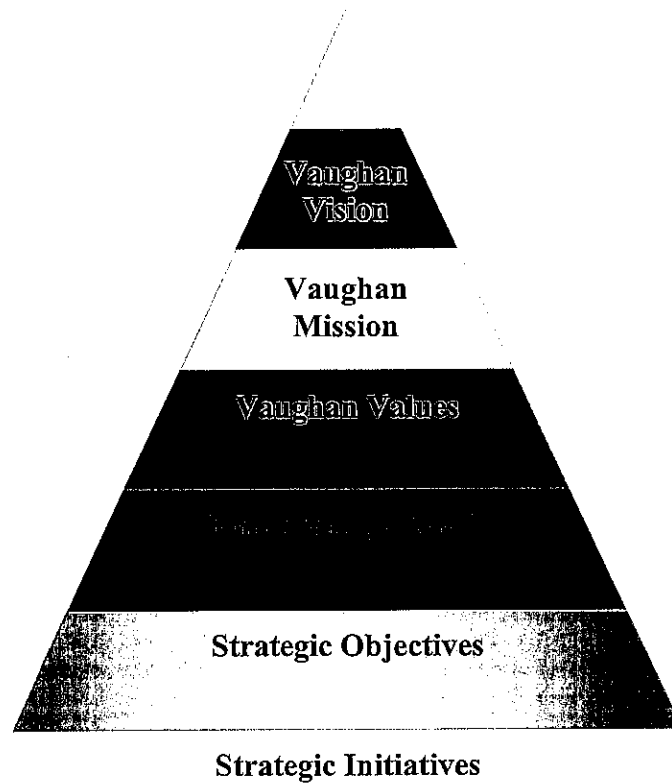 Vaughan
Vision
Vaughan
Mission
Vaughan Values
Strategic Objectives
Strategic Initiatives